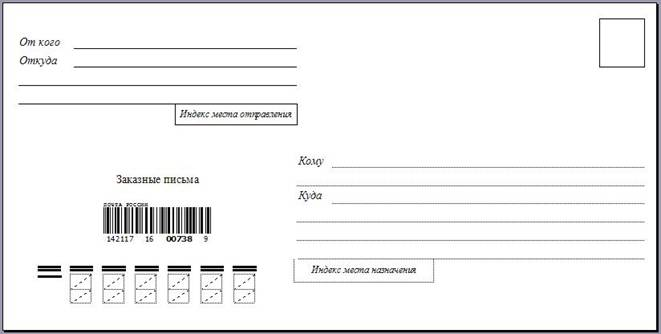 От кого
Откуда
Индекс места отправления
Кому
Заказные письма
Куда
ПОЧТА РОССИИ
142117 16 00738 9
Индекс места назначения